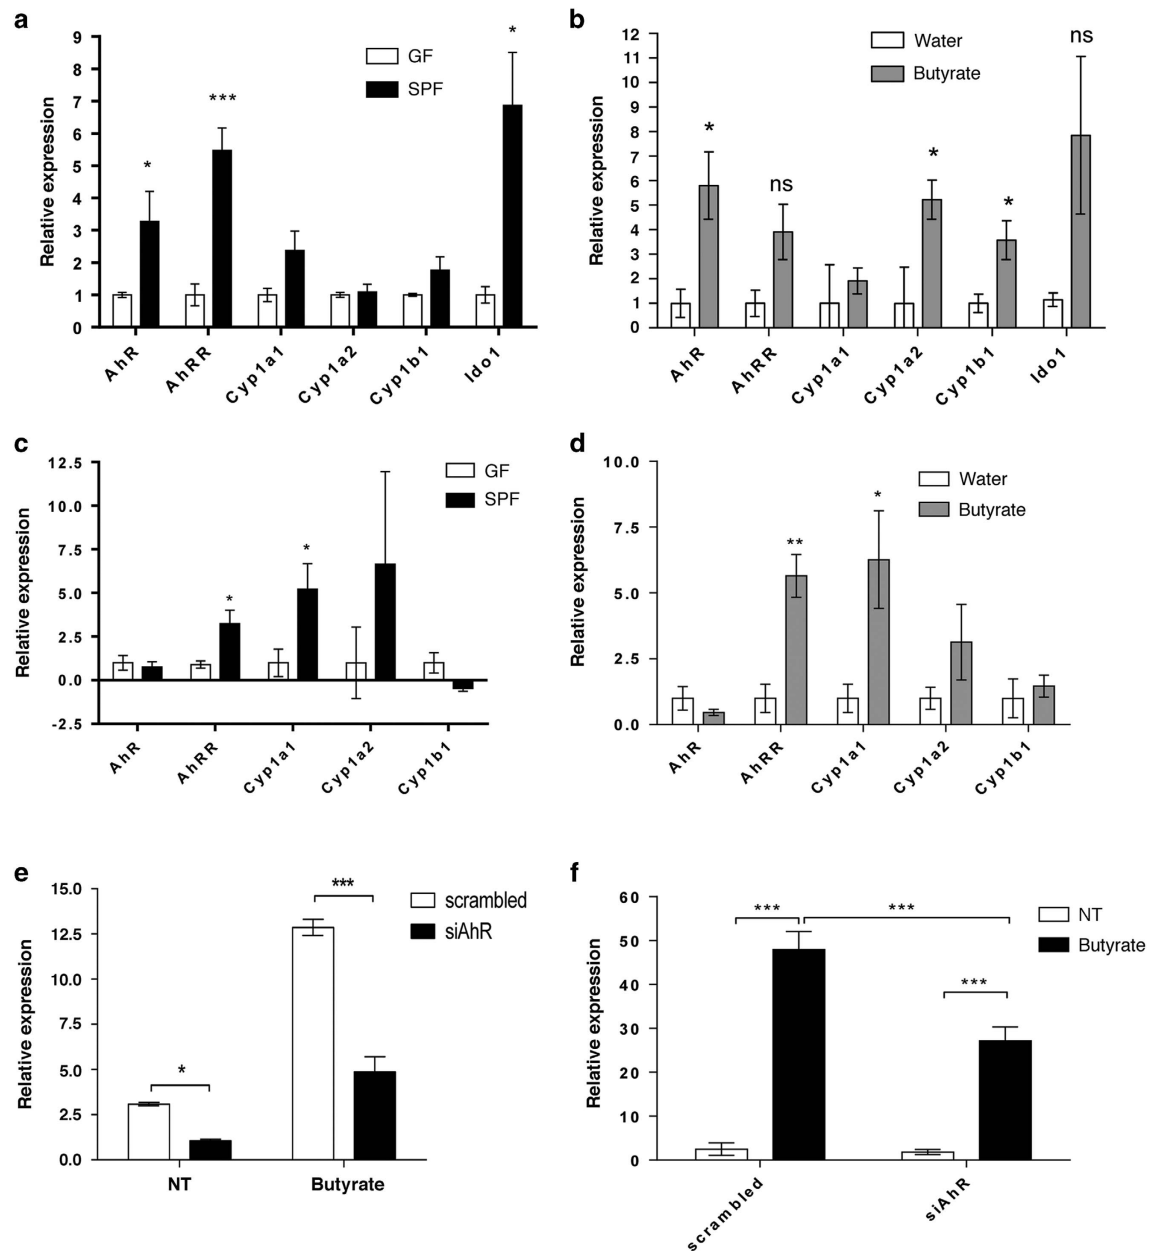 a
9
8
7
6
5
4
3
2
1
0
Relative expression
GF
SPF
*
***
*
AhR
AhRR
Cyp1a1
Cyp1a2
Cyp1b1
Ido1
b
12
11
10
9
8
7
6
5
4
3
2
1
0
Relative expression
Water
Butyrate
*
ns
*
*
ns
AhR
AhRR
Cyp1a1
Cyp1a2
Cyp1b1
Ido1
c
12.5
10.0
7.5
5.0
2.5
0.0
-2.5
Relative expression
GF
SPF
*
*
AhR
AhRR
Cyp1a1
Cyp1a2
Cyp1b1
d
10.0
7.5
5.0
2.5
0.0
Relative expression
Water
Butyrate
**
*
AhR
AhRR
Cyp1a1
Cyp1a2
Cyp1b1
e
15.0
12.5
10.0
7.5
5.0
2.5
0.0
Relative expression
scrambled
siAhR
*
***
NT
Butyrate
f
60
50
40
30
20
10
0
Relative expression
NT
Butyrate
***
***
***
scrambled
siAhR